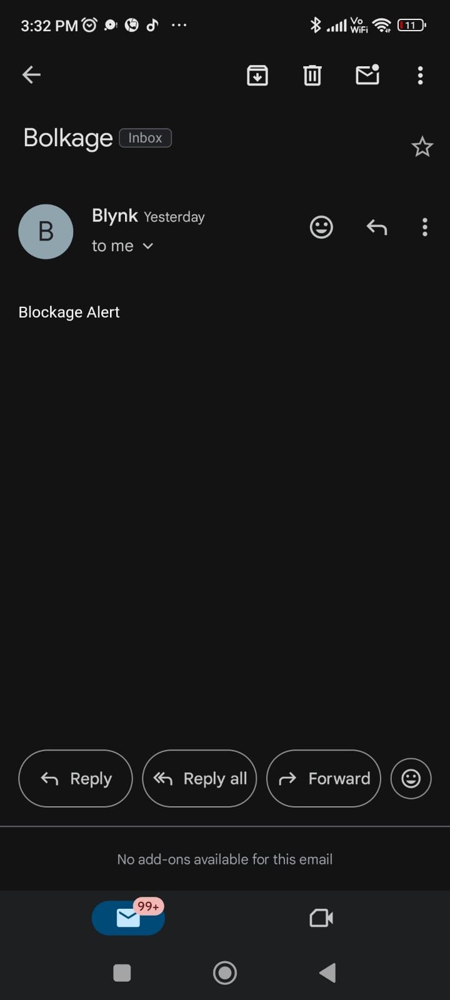 3:32 PM
Vo
WiFi
11
Bolkage Inbox
B
Blynk Yesterday
to me
Blockage Alert
Reply
Reply all
Forward
No add-ons available for this email
99+